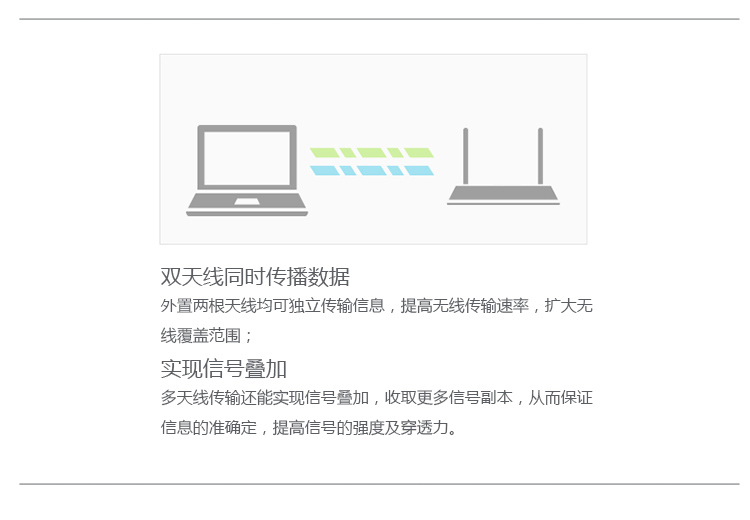 双天线同时传播数据
外置两根天线均可独立传输信息，提高无线传输速率，扩大无
线覆盖范围；
实现信号叠加
多天线传输还能实现信号叠加，收取更多信号副本，从而保证
信息的准确定，提高信号的强度及穿透力。